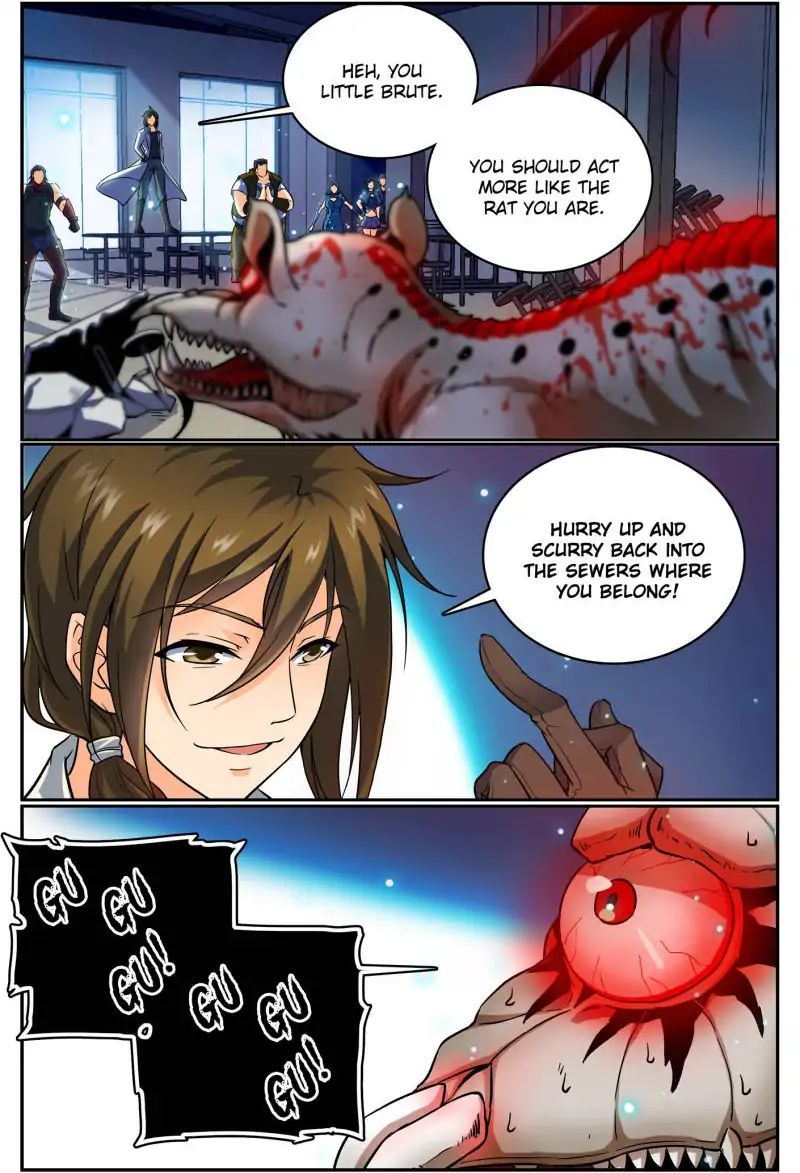 HEH, YOU
LITTLE BRUTE.
YOU SHOULD ACT
MORE LIKE THE
RAT YOU ARE.
HURRY UP AND
SCURRY BACK INTO
THE SEWERS WHERE
YOU BELONG!
GU
GU
GU!
GU
GU
GU!